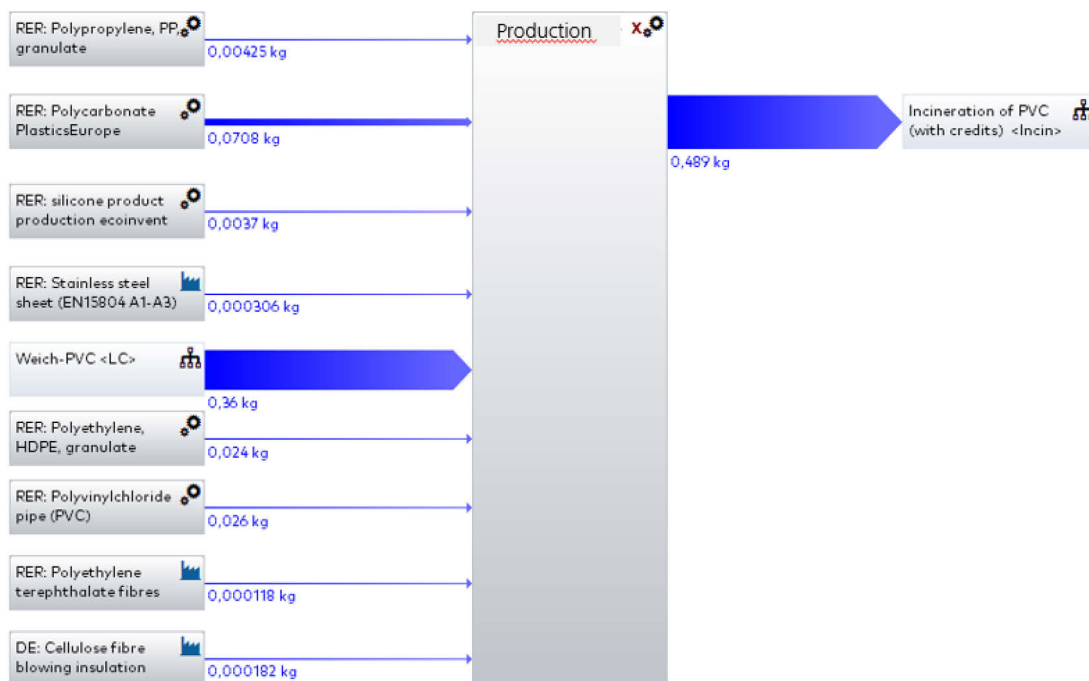 RER: Polypropylene, PP,
granulate
0,00425 kg
RER: Polycarbonate
PlasticsEurope
0,0708 kg
RER: silicone product
production ecoinvent
0,0037 kg
RER: Stainless steel
sheet (EN15804 A1-A3)
0,000306 kg
Weich-PVC <LC>
0,36 kg
RER: Polyethylene,
HDPE, granulate
0,024 kg
RER: Polyvinylchloride
pipe (PVC)
0,026 kg
RER: Polyethylene
terephthalate fibres
0,000118 kg
DE: Cellulose fibre
blowing insulation
0,000182 kg
Production
X
0,489 kg
Incineration of PVC
(with credits) <Incin>